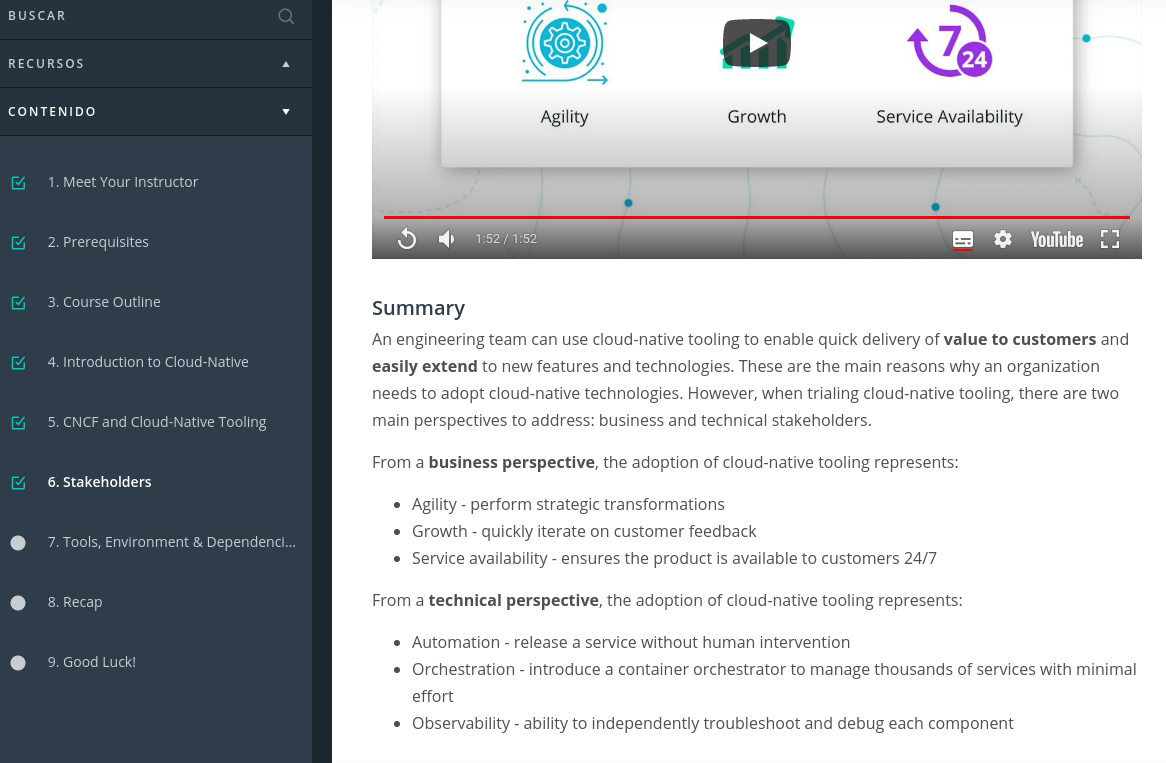 BUSCAR
RECURSOS
CONTENIDO
1. Meet Your Instructor
2. Prerequisites
3. Course Outline
4. Introduction to Cloud-Native
5. CNCF and Cloud-Native Tooling
6. Stakeholders
7. Tools, Environment & Dependenci...
8. Recap
9. Good Luck!
7
24
Agility
Growth
Service Availability
1:52 / 1:52
YouTube
Summary
An engineering team can use cloud-native tooling to enable quick delivery of value to customers and
easily extend to new features and technologies. These are the main reasons why an organization
needs to adopt cloud-native technologies. However, when trialing cloud-native tooling, there are two
main perspectives to address: business and technical stakeholders.
From a business perspective, the adoption of cloud-native tooling represents:
Agility - perform strategic transformations
Growth - quickly iterate on customer feedback
Service availability - ensures the product is available to customers 24/7
From a technical perspective, the adoption of cloud-native tooling represents:
Automation - release a service without human intervention
Orchestration - introduce a container orchestrator to manage thousands of services with minimal
effort
Observability - ability to independently troubleshoot and debug each component